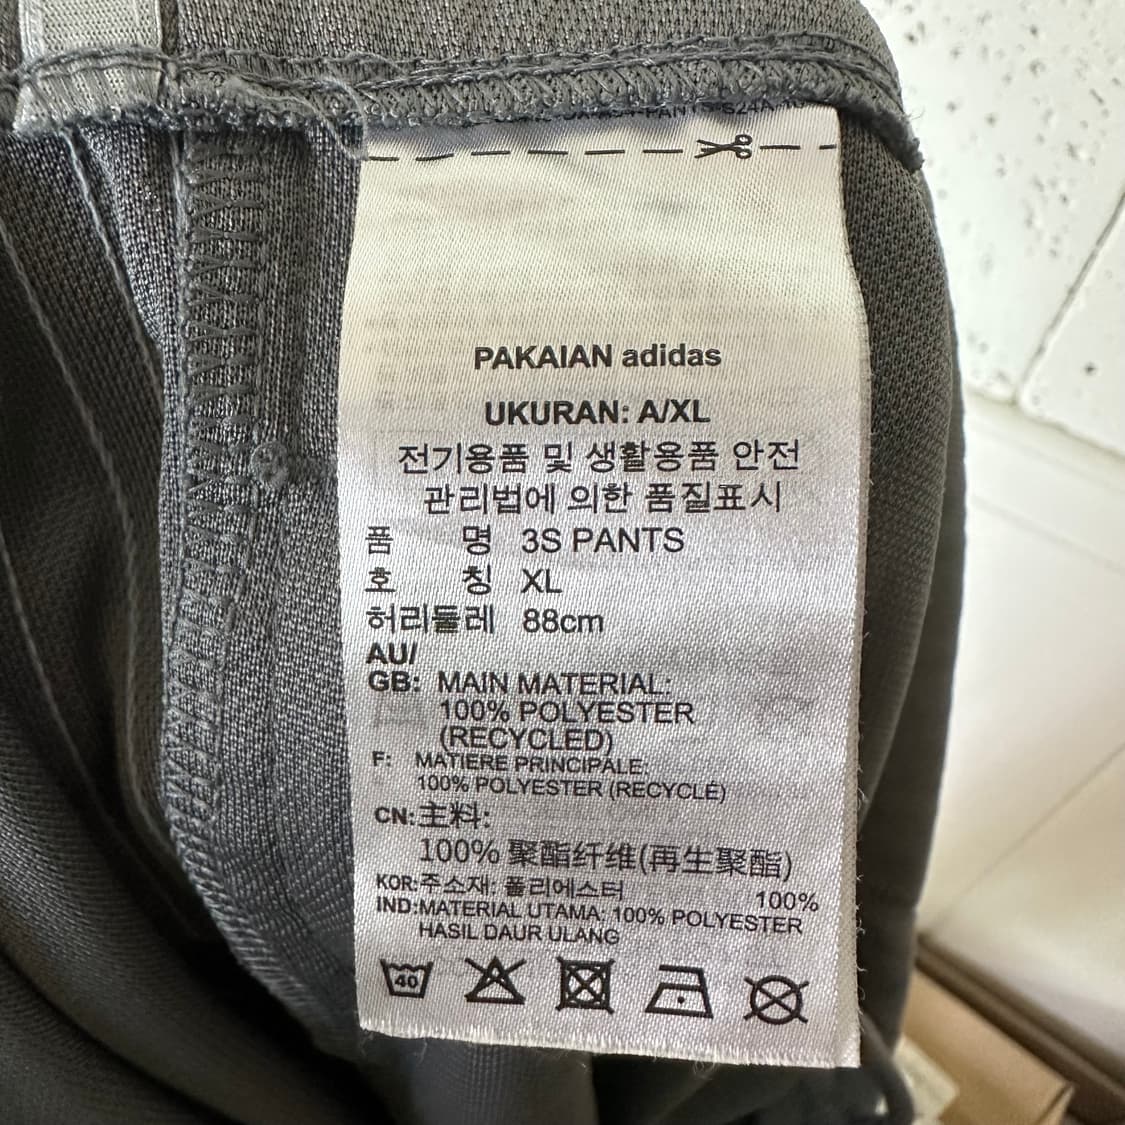 PANTS S24A
PAKAIAN adidas
UKURAN: A/XL
전기용품 및 생활용품 안전
관리법에 의한 품질표시
품 명 3S PANTS
호 칭 XL
허리둘레 88cm
AU/
GB: MAIN MATERIAL:
100% POLYESTER
(RECYCLED)
F: MATIERE PRINCIPALE:
100% POLYESTER (RECYCLÉ)
CN:主料:
100% 聚酯纤维(再生聚酯)
KOR:주소재: 폴리에스터 100%
IND:MATERIAL UTAMA: 100% POLYESTER
HASIL DAUR ULANG
40